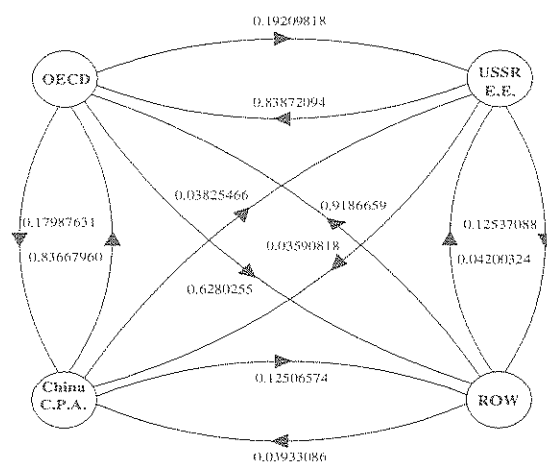 0.19209818
OECD
USSR
E.E.
0.83872094
0.03825466
0.9186659
0.17987631
0.12537088
0.83667960
0.03590818
0.04200324
0.6280255
China
C.P.A.
0.12506574
ROW
0.03933086